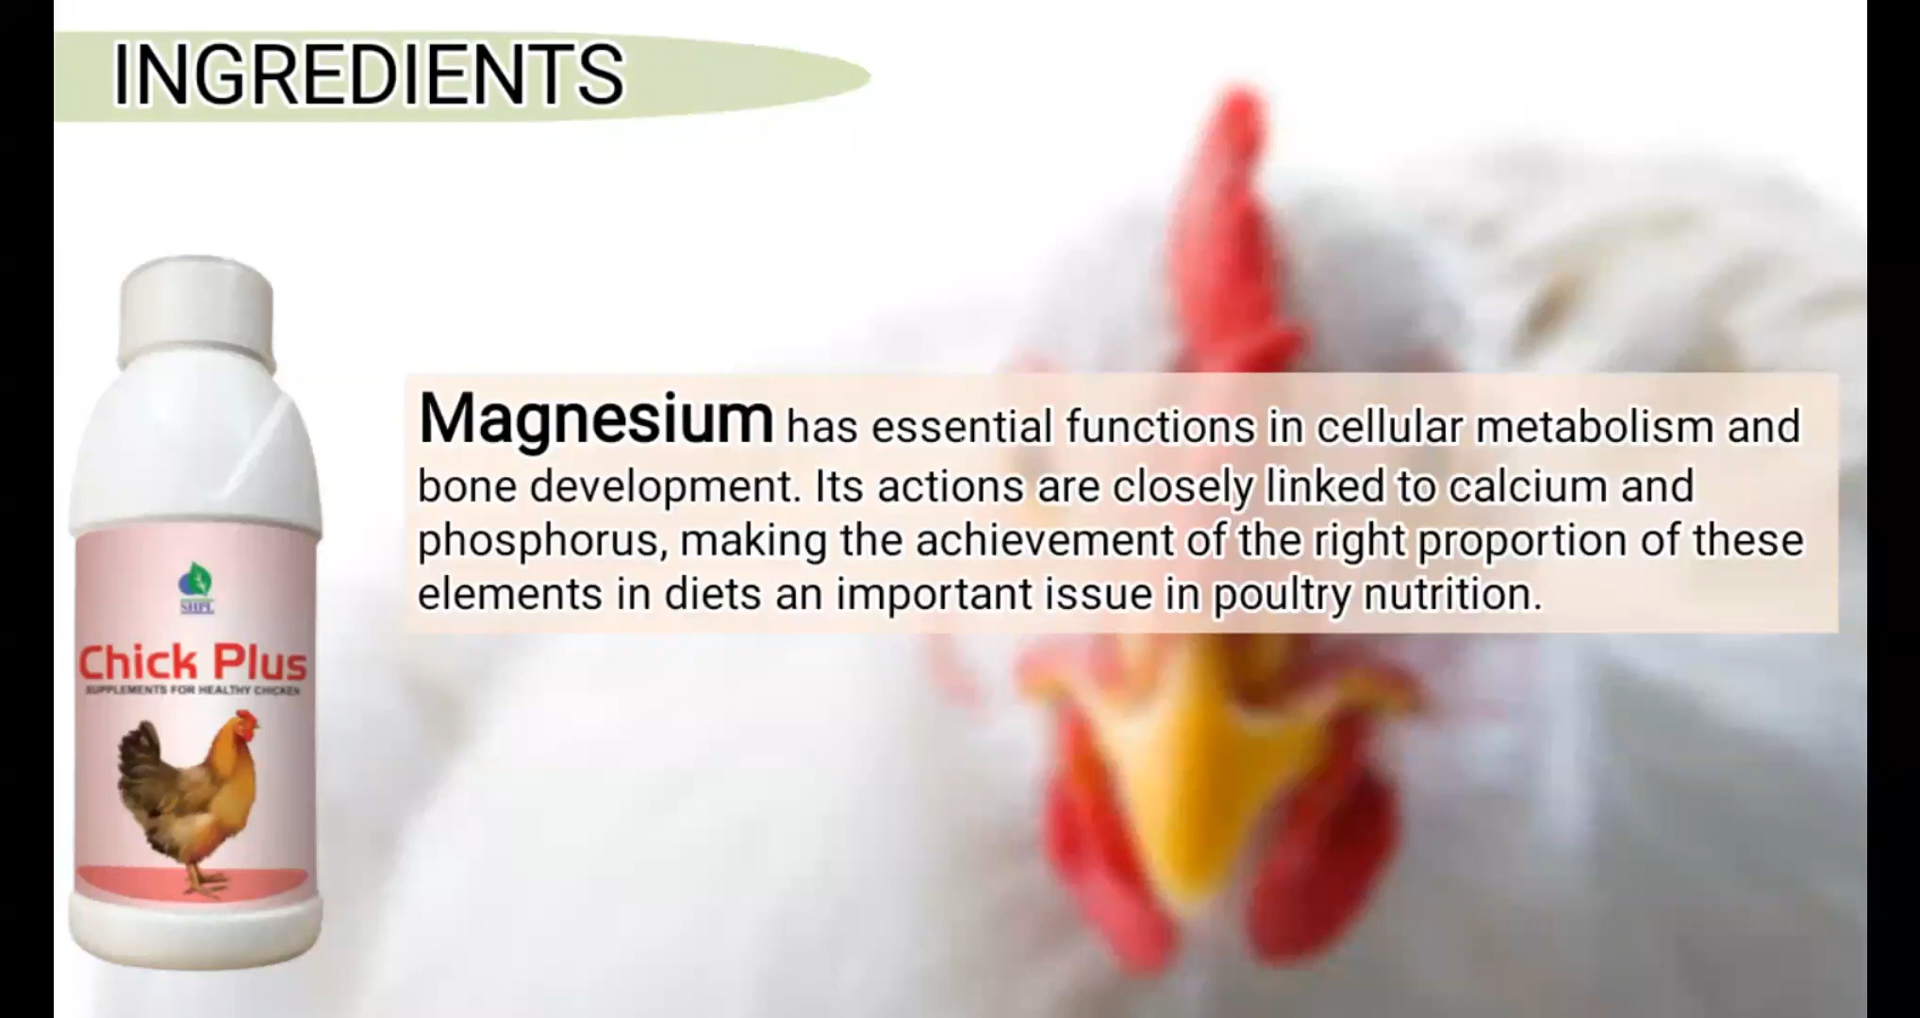 INGREDIENTS
Magnesium has essential functions in cellular metabolism and
bone development. Its actions are closely linked to calcium and
phosphorus, making the achievement of the right proportion of these
elements in diets an important issue in poultry nutrition.
SHPL
Chick Plus
SUPPLEMENTS FOR HEALTHY CHICKEN